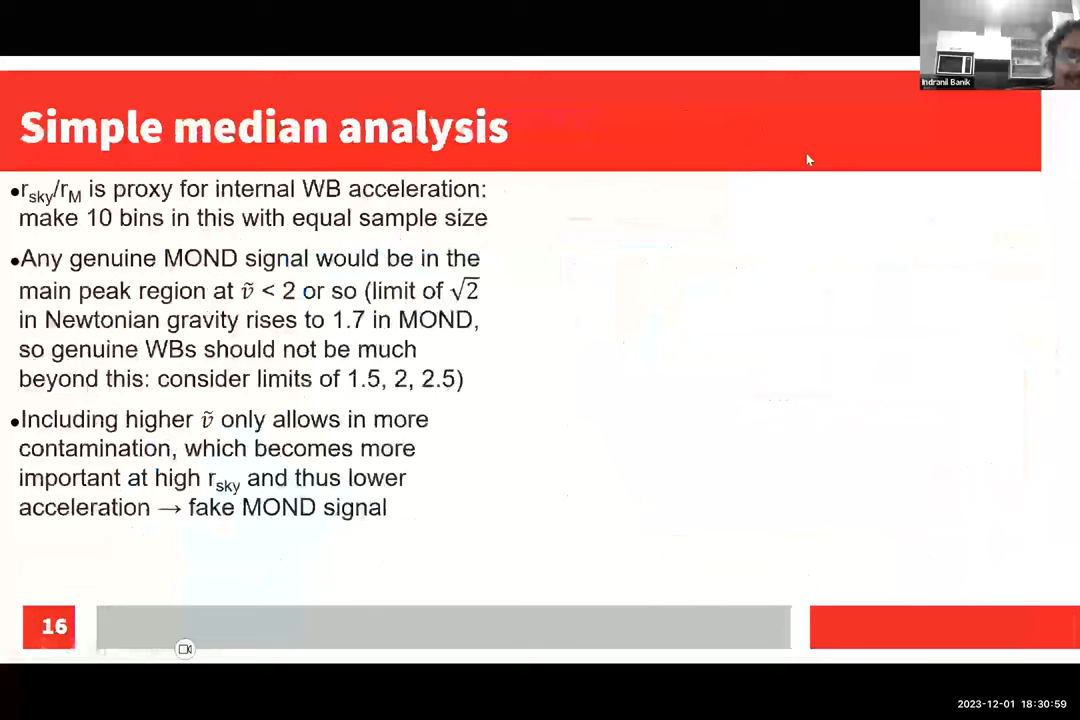 Indranil Banik
Simple median analysis
•r_sky/r_M is proxy for internal WB acceleration:
make 10 bins in this with equal sample size
•Any genuine MOND signal would be in the
main peak region at ṽ < 2 or so (limit of √2
in Newtonian gravity rises to 1.7 in MOND,
so genuine WBs should not be much
beyond this: consider limits of 1.5, 2, 2.5)
•Including higher ṽ only allows in more
contamination, which becomes more
important at high r_sky and thus lower
acceleration → fake MOND signal
16
2023-12-01 18:30:59